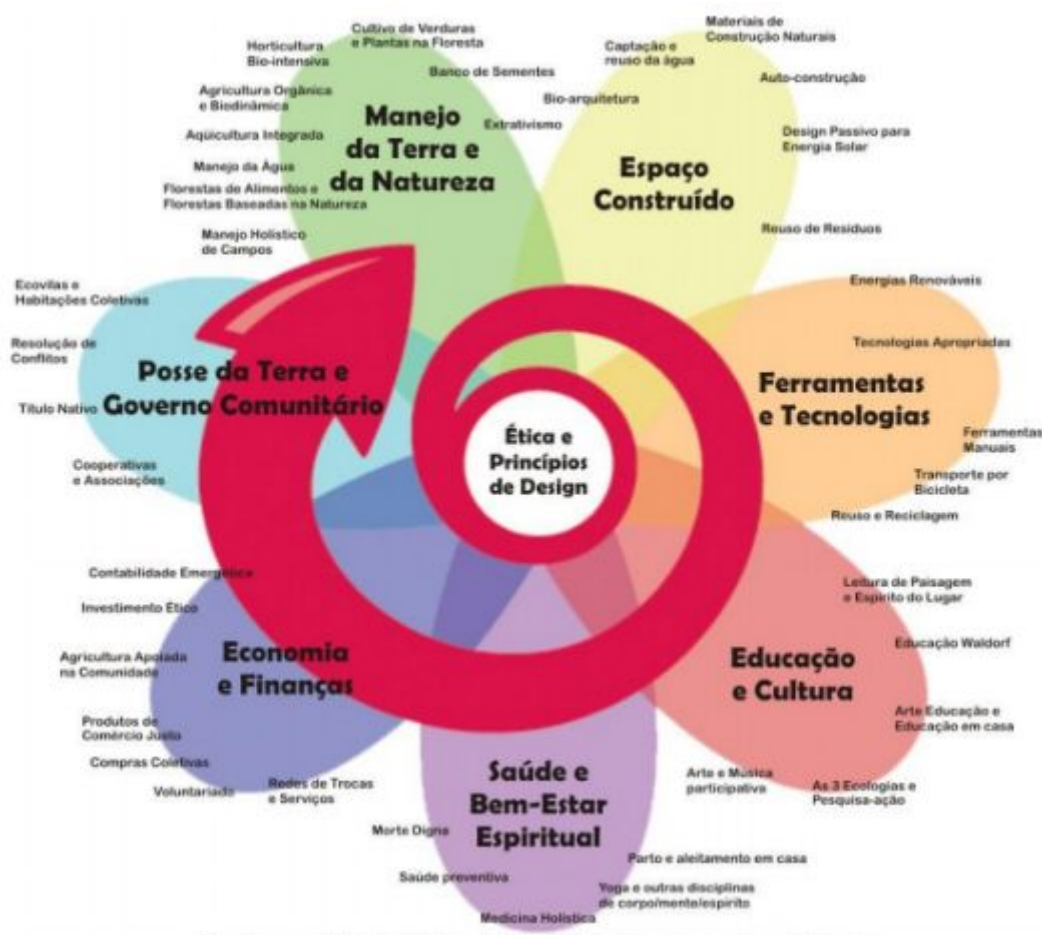 Cultivo de Verduras
e Plantas na Floresta
Horticultura
Bio-intensiva
Banco de Sementes
Agricultura Orgânica
e Biodinâmica
Extrativismo
Aqüicultura Integrada
Manejo da Água
Florestas de Alimentos e
Florestas Baseadas na Natureza
Manejo Holístico
de Campos
Manejo
da Terra e
da Natureza
Materiais de
Construção Naturais
Captação e
reuso da água
Auto-construção
Bio-arquitetura
Design Passivo para
Energia Solar
Reuso de Resíduos
Espaço
Construído
Energias Renováveis
Tecnologias Apropriadas
Ferramentas
e Tecnologias
Ferramentas
Manuais
Transporte por
Bicicleta
Reuso e Reciclagem
Ecovilas e
Habitações Coletivas
Resolução de
Conflitos
Título Nativo
Cooperativas
e Associações
Posse da Terra e
Governo Comunitário
Ética e
Princípios
de Design
Leitura de Paisagem
e Espírito do Lugar
Educação Waldorf
Arte Educação e
Educação em casa
As 3 Ecologias e
Pesquisa-ação
Arte e Música
participativa
Educação
e Cultura
Contabilidade Emergética
Investimento Ético
Agricultura Apoiada
na Comunidade
Produtos de
Comércio Justo
Compras Coletivas
Voluntariado
Redes de Trocas
e Serviços
Economia
e Finanças
Saúde e
Bem-Estar
Espiritual
Morte Digna
Saúde preventiva
Medicina Holística
Parto e aleitamento em casa
Yoga e outras disciplinas
de corpo/mente/espírito